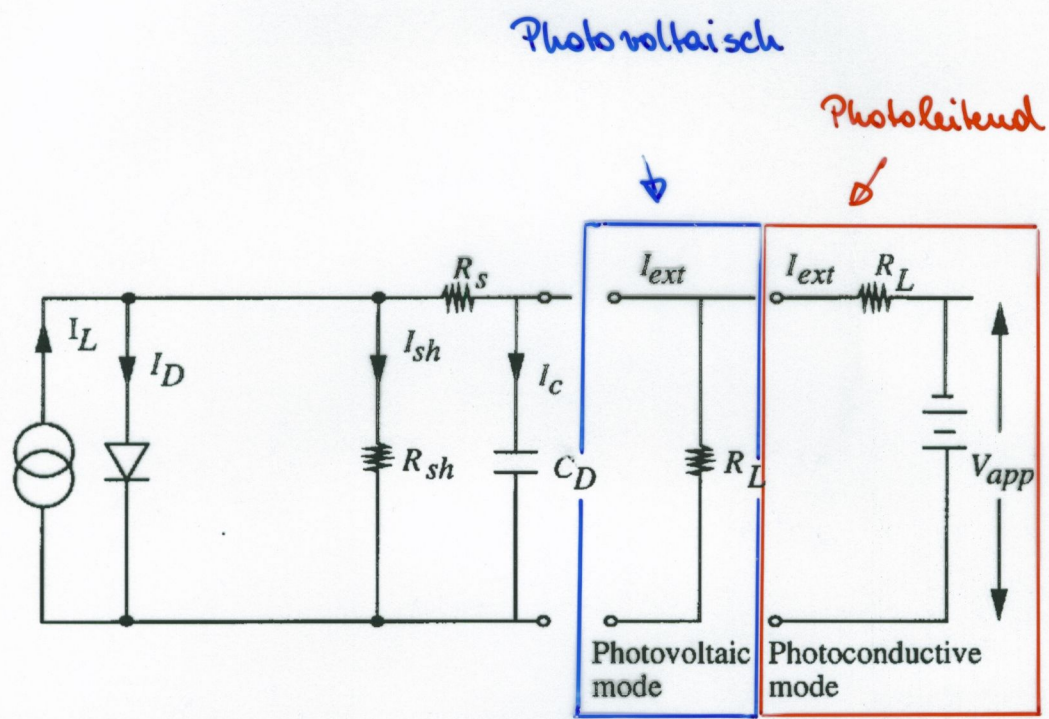 Photovoltaisch
Photoleitend
R_s
I_ext
I_ext
R_L
I_L
I_D
I_sh
I_c
R_sh
C_D
R_L
V_app
Photovoltaic
mode
Photoconductive
mode